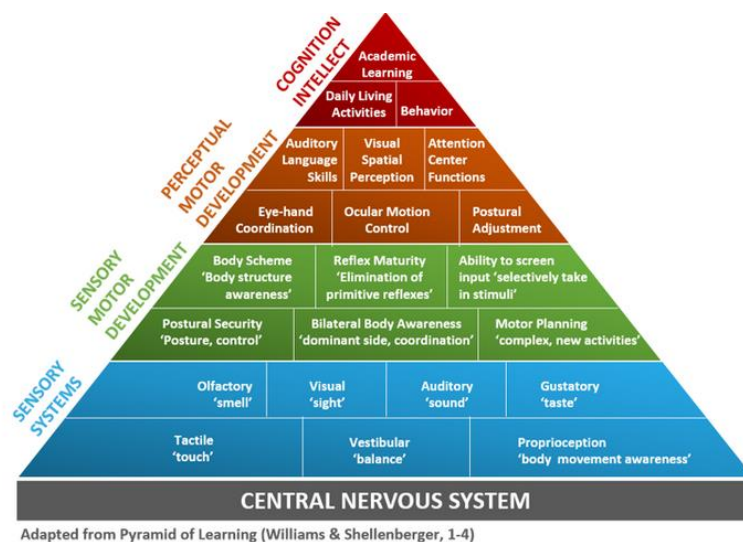 COGNITION
INTELLECT
Academic
Learning
Daily Living
Activities
Behavior
PERCEPTUAL
MOTOR
DEVELOPMENT
Auditory
Language
Skills
Visual
Spatial
Perception
Attention
Center
Functions
Eye-hand
Coordination
Ocular Motion
Control
Postural
Adjustment
SENSORY
MOTOR
DEVELOPMENT
Body Scheme
'Body structure
awareness'
Reflex Maturity
'Elimination of
primitive reflexes'
Ability to screen
input 'selectively take
in stimuli'
Postural Security
'Posture, control'
Bilateral Body Awareness
'dominant side, coordination'
Motor Planning
'complex, new activities'
SENSORY
SYSTEMS
Olfactory
'smell'
Visual
'sight'
Auditory
'sound'
Gustatory
'taste'
Tactile
'touch'
Vestibular
'balance'
Proprioception
'body movement awareness'
CENTRAL NERVOUS SYSTEM
Adapted from Pyramid of Learning (Williams & Shellenberger, 1-4)